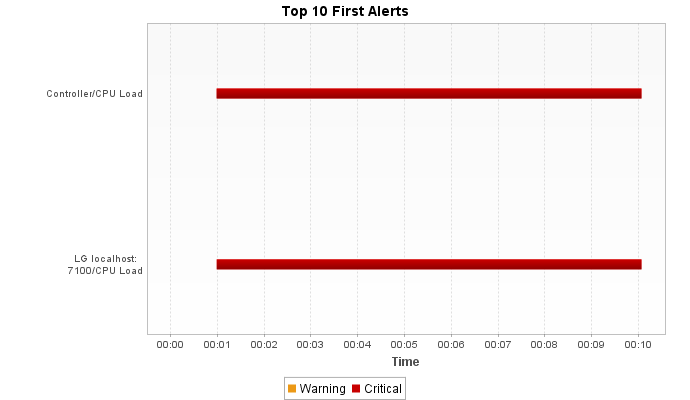 Top 10 First Alerts
Controller/CPU Load
LG localhost:
7100/CPU Load
00:00 00:01 00:02 00:03 00:04 00:05 00:06 00:07 00:08 00:09 00:10
Time
Warning Critical